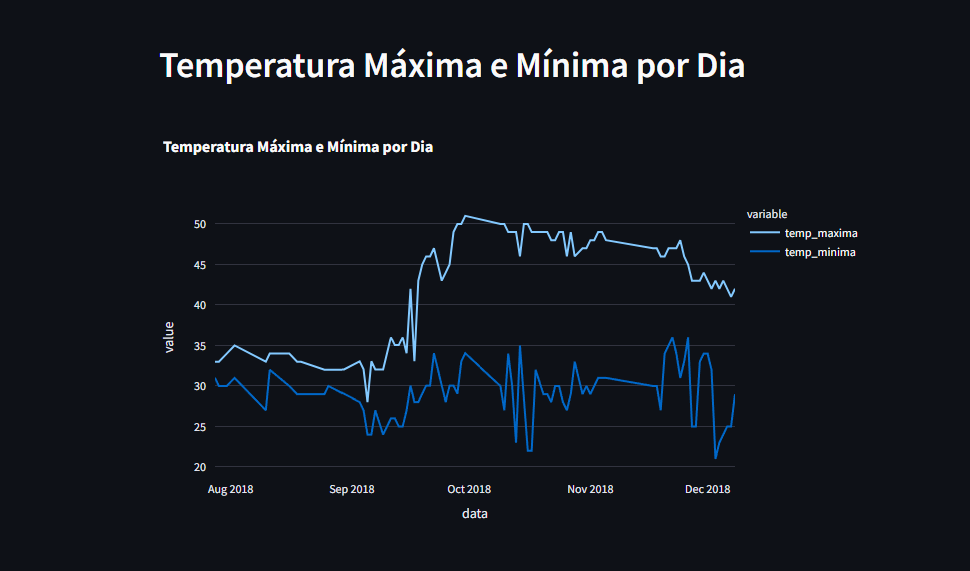 Temperatura Máxima e Mínima por Dia
Temperatura Máxima e Mínima por Dia
variable
temp_maxima
temp_minima
value
50
45
40
35
30
25
20
Aug 2018
Sep 2018
Oct 2018
Nov 2018
Dec 2018
data